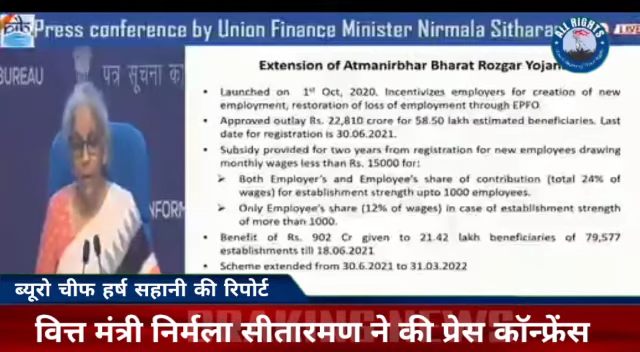 Press conference by Union Finance Minister Nirmala Sithara
pib
ALL RIGHTS
LIVE
BUREAU
पत्र सूचना का
INFORM
Extension of Atmanirbhar Bharat Rozgar Yojan
• Launched on 1st Oct, 2020. Incentivizes employers for creation of new
employment, restoration of loss of employment through EPFO.
• Approved outlay Rs. 22,810 crore for 58.50 lakh estimated beneficiaries. Last
date for registration is 30.06.2021.
• Subsidy provided for two years from registration for new employees drawing
monthly wages less than Rs. 15000 for:
➢ Both Employer's and Employee's share of contribution (total 24% of
wages) for establishment strength upto 1000 employees.
➢ Only Employee's share (12% of wages) in case of establishment strength
of more than 1000.
• Benefit of Rs. 902 Cr given to 21.42 lakh beneficiaries of 79,577
establishments till 18.06.2021
• Scheme extended from 30.6.2021 to 31.03.2022
ब्यूरो चीफ हर्ष सहानी की रिपोर्ट
वित्त मंत्री निर्मला सीतारमण ने की प्रेस कॉन्फ्रेंस
BREAKING NEWS